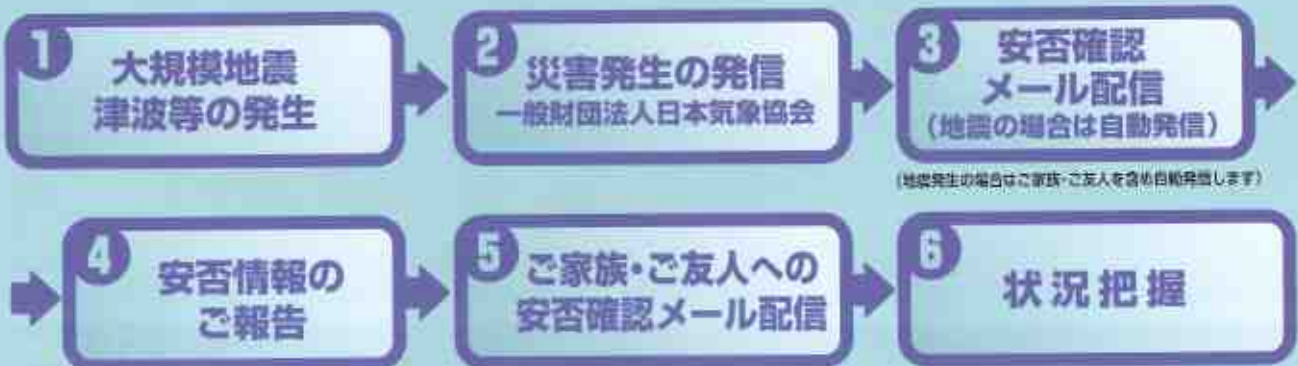 1
大規模地震
津波等の発生
2
災害発生の発信
一般財団法人日本気象協会
3
安否確認
メール配信
(地震の場合は自動発信)
(地震発生の場合はご家族・ご友人を含め自動発信します)
4
安否情報の
ご報告
5
ご家族・ご友人への
安否確認メール配信
6
状況把握